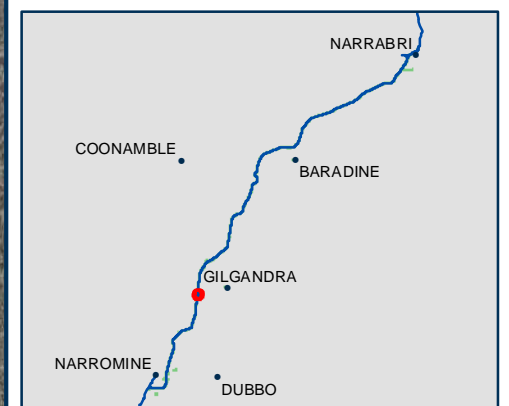 NARRABRI
COONAMBLE
BARADINE
GILGANDRA
NARROMINE
DUBBO